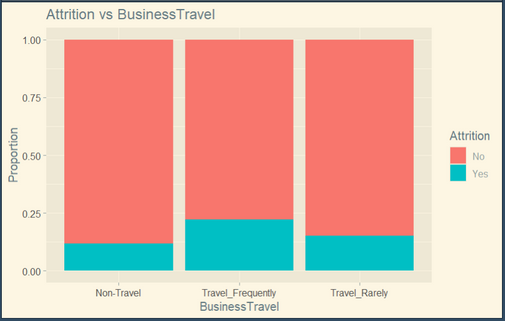 Attrition vs BusinessTravel
Proportion
1.00
0.75
0.50
0.25
0.00
Non-Travel
Travel_Frequently
Travel_Rarely
BusinessTravel
Attrition
No
Yes